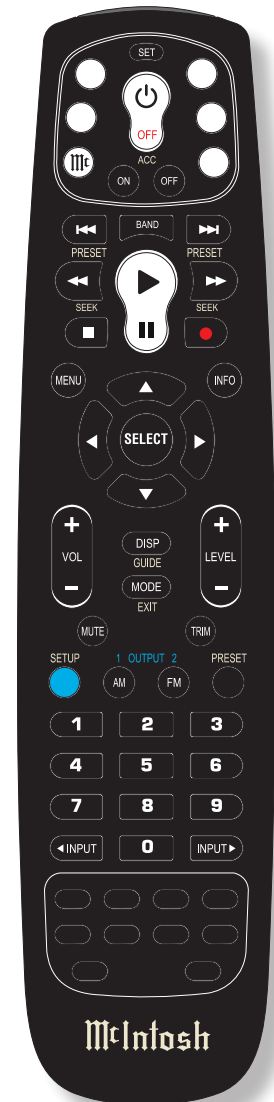 SET
OFF
Mc
ACC
ON OFF
BAND
PRESET PRESET
SEEK SEEK
MENU INFO
SELECT
+ +
VOL DISP LEVEL
GUIDE
- MODE -
EXIT
MUTE TRIM
SETUP 1 OUTPUT 2 PRESET
AM FM
1 2 3
4 5 6
7 8 9
INPUT 0 INPUT
McIntosh